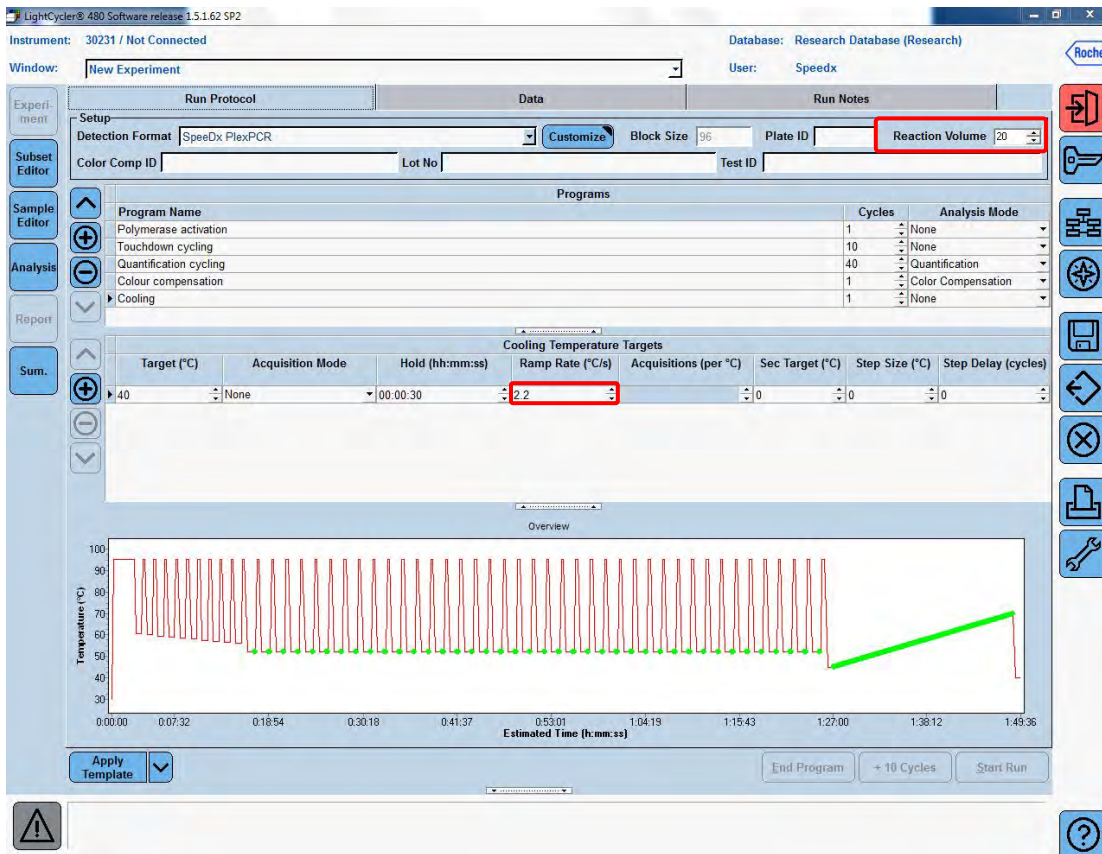 LightCycler® 480 Software release 1.5.1.62 SP2
Instrument: 30231 / Not Connected Database: Research Database (Research)
Window: New Experiment User: Speedx
Roche
Run Protocol Data Run Notes
Setup
Detection Format SpeeDx PlexPCR Customize Block Size 96 Plate ID Reaction Volume 20
Color Comp ID Lot No Test ID
Experi-
ment
Subset
Editor
Sample
Editor
Analysis
Report
Sum.
Programs
Program Name Cycles Analysis Mode
Polymerase activation 1 None
Touchdown cycling 10 None
Quantification cycling 40 Quantification
Colour compensation 1 Color Compensation
Cooling 1 None
Cooling Temperature Targets
Target (°C) Acquisition Mode Hold (hh:mm:ss) Ramp Rate (°C/s) Acquisitions (per °C) Sec Target (°C) Step Size (°C) Step Delay (cycles)
40 None 00:00:30 2.2 0 0 0
Overview
Temperature (°C)
100
90
80
70
60
50
40
30
0:00:00 0:07:32 0:18:54 0:30:18 0:41:37 0:53:01 1:04:19 1:15:43 1:27:00 1:38:12 1:49:36
Estimated Time (h:mm:ss)
Apply
Template
End Program + 10 Cycles Start Run